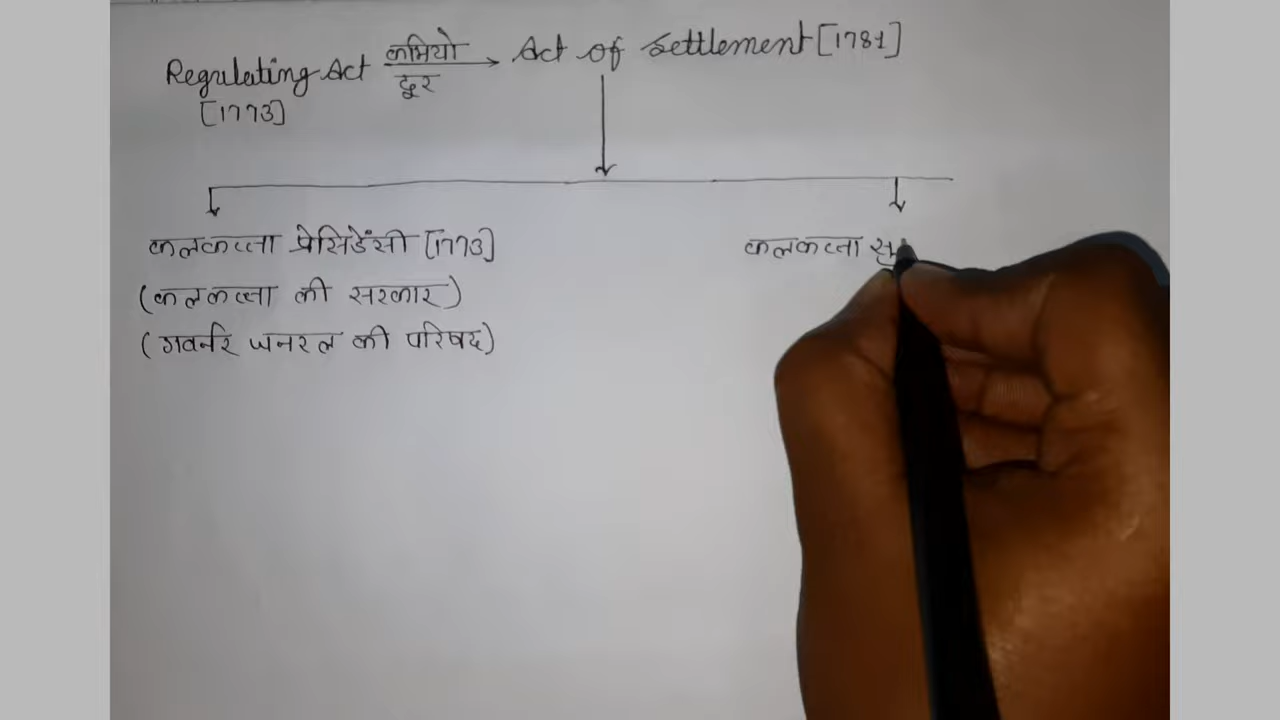 Regulating Act कमियो दूर → Act of Settlement [1781]
[1773]
कलकत्ता प्रेसिडेंसी [1773]
कलकत्ता
(कलकत्ता की सरकार)
(गवर्नर जनरल की परिषद)